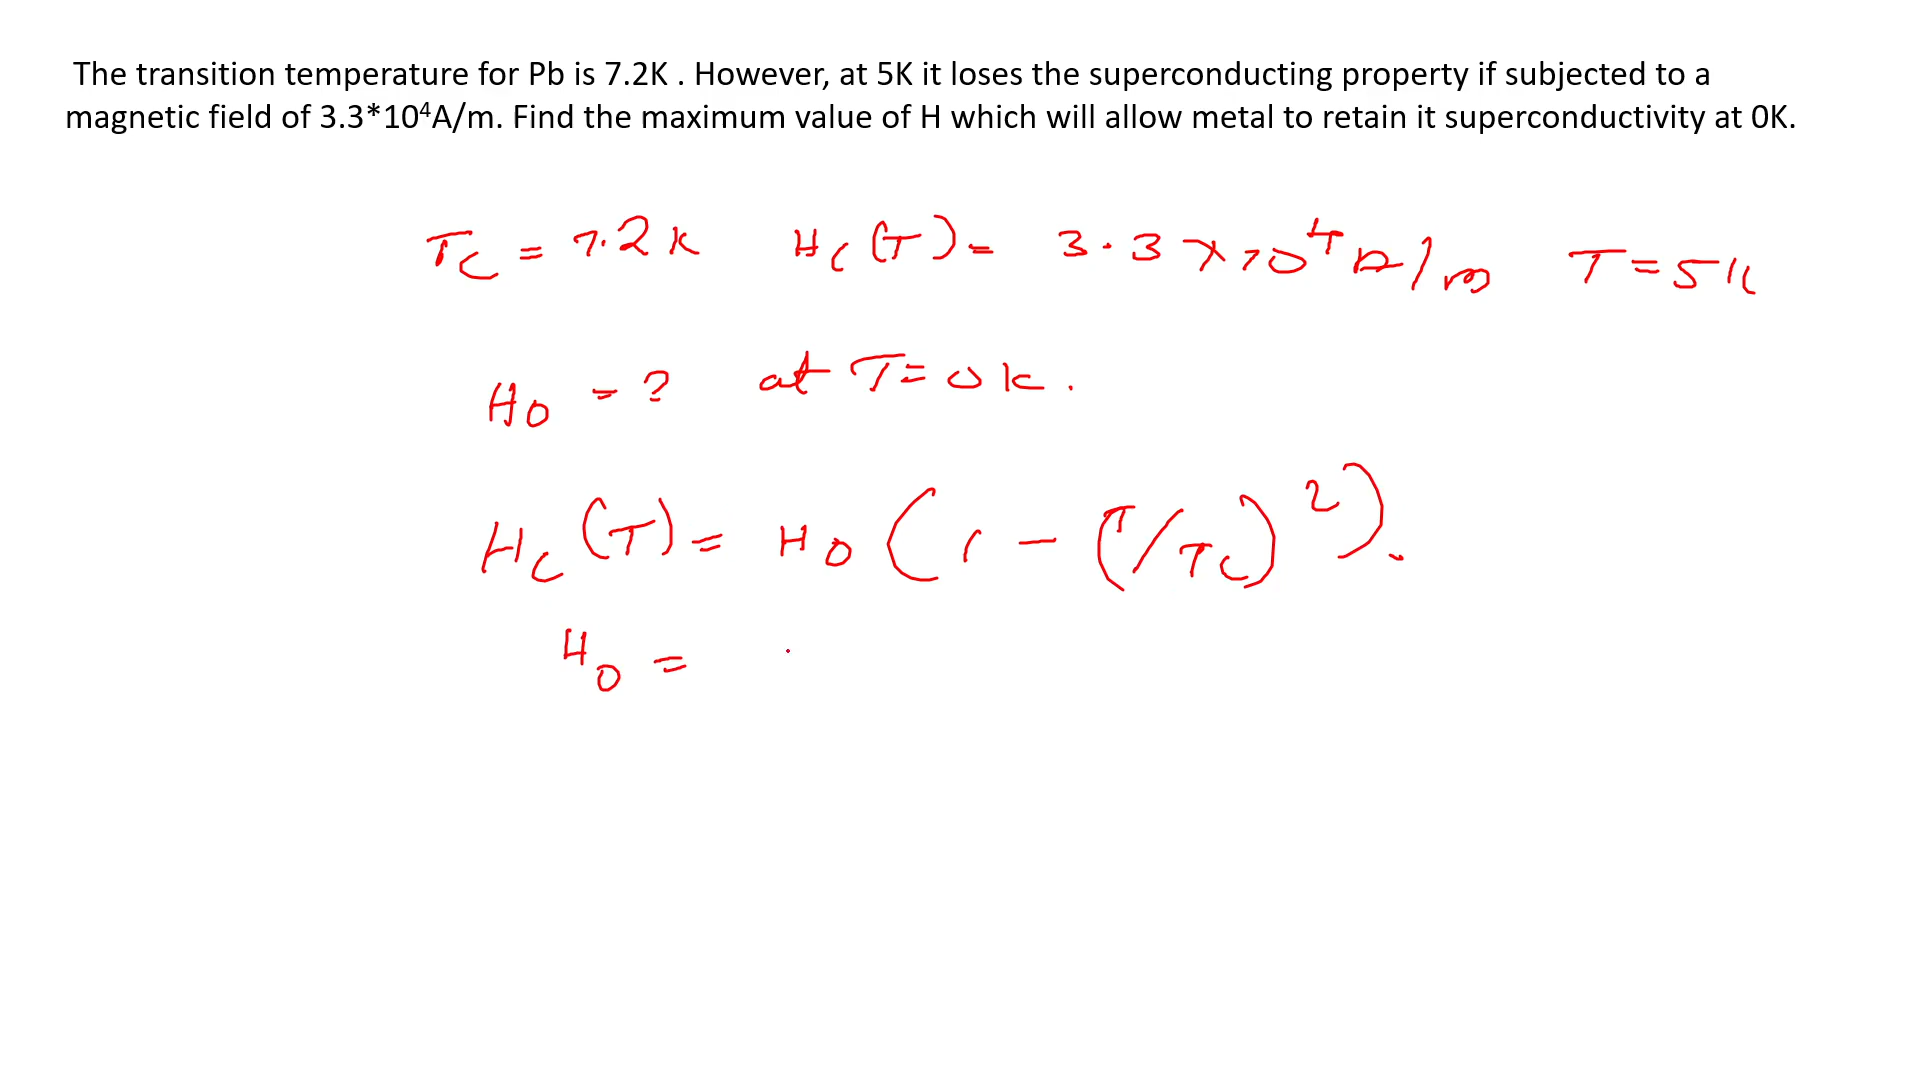 The transition temperature for Pb is 7.2K . However, at 5K it loses the superconducting property if subjected to a
magnetic field of 3.3*10⁴A/m. Find the maximum value of H which will allow metal to retain it superconductivity at 0K.
Tc = 7.2K Hc(T) = 3.3 × 10⁴ A/m T = 5K
H₀ = ? at T = 0K.
Hc(T) = H₀ (1 - (T/Tc)²).
H₀ =